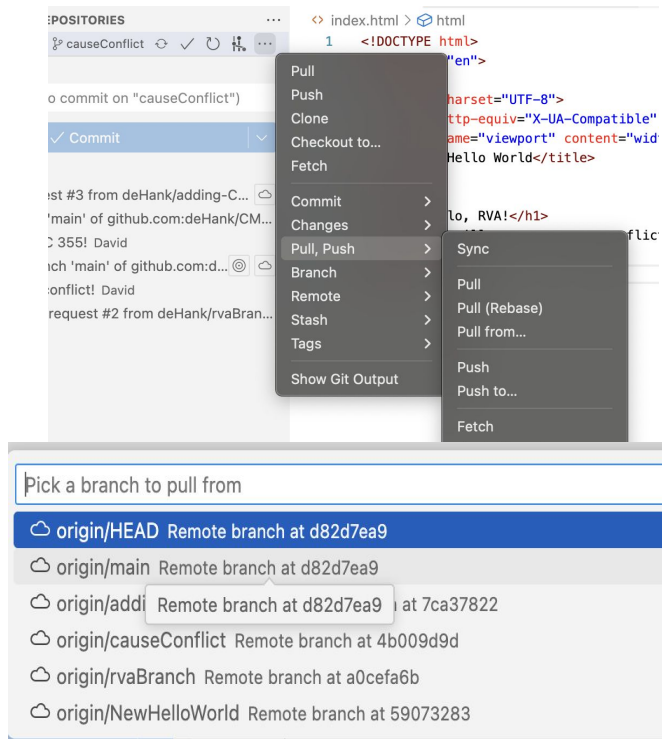 EPOSITORIES ...
causeConflict
o commit on "causeConflict")
Commit
est #3 from deHank/adding-C...
'main' of github.com:deHank/CM...
C 355! David
nch 'main' of github.com:d...
conflict! David
request #2 from deHank/rvaBran...
index.html > html
1 <!DOCTYPE html>
"en">
harset="UTF-8">
ttp-equiv="X-UA-Compatible"
ame="viewport" content="wid
Hello World</title>
lo, RVA!</h1>
flic
Pull
Push
Clone
Checkout to...
Fetch
Commit
Changes
Pull, Push
Branch
Remote
Stash
Tags
Show Git Output
Sync
Pull
Pull (Rebase)
Pull from...
Push
Push to...
Fetch
Pick a branch to pull from
origin/HEAD Remote branch at d82d7ea9
origin/main Remote branch at d82d7ea9
origin/addi at 7ca37822
Remote branch at d82d7ea9
origin/causeConflict Remote branch at 4b009d9d
origin/rvaBranch Remote branch at a0cefa6b
origin/NewHelloWorld Remote branch at 59073283